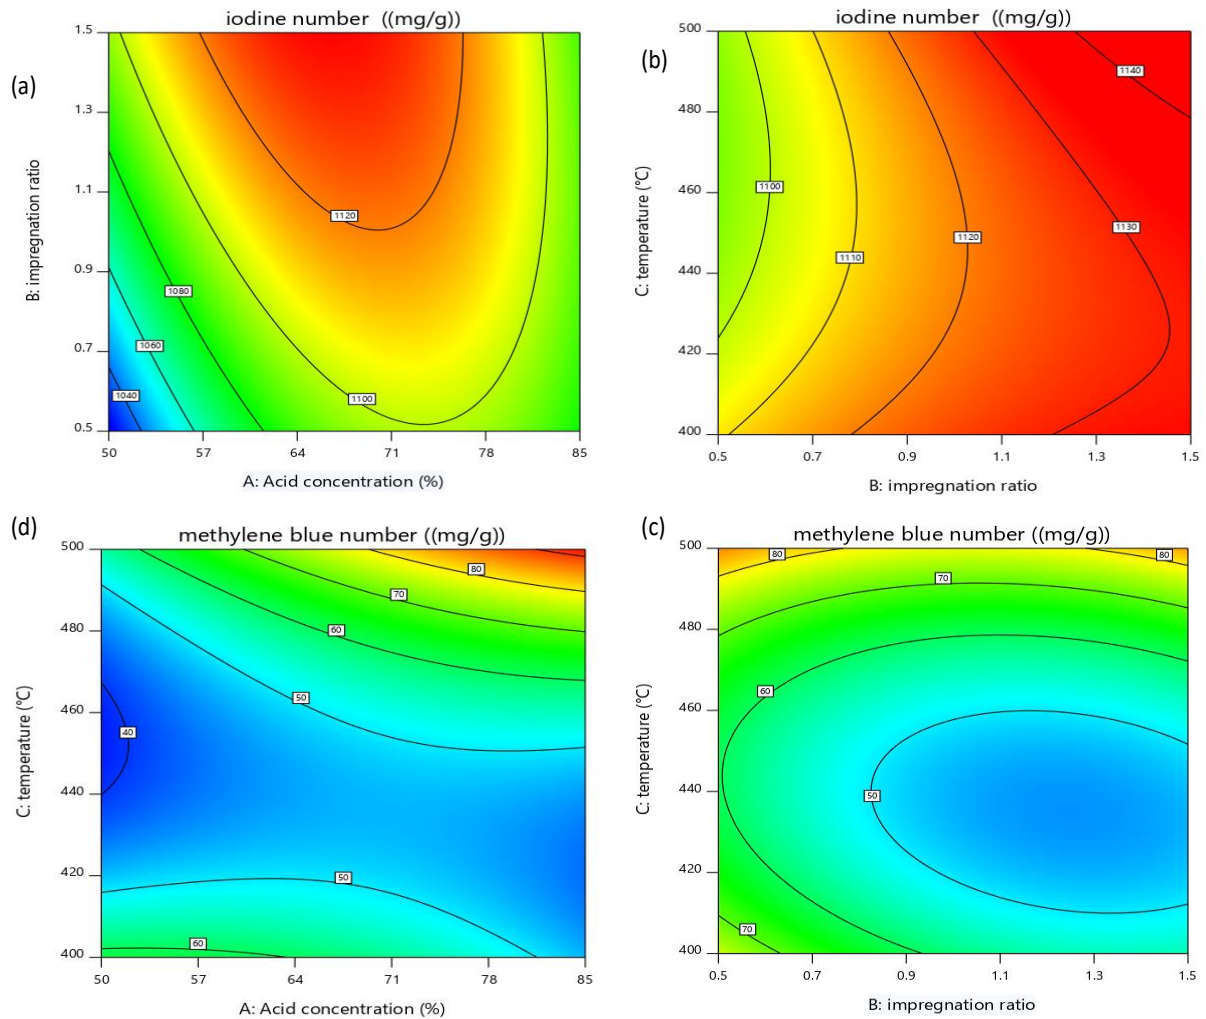 (a)
iodine number ((mg/g))
B: impregnation ratio
1.5
1.3
1.1
0.9
0.7
0.5
1120
1080
1060
1040
1100
50 57 64 71 78 85
A: Acid concentration (%)
(b)
iodine number ((mg/g))
C: temperature (°C)
500
480
460
440
420
400
1140
1100
1130
1120
1110
0.5 0.7 0.9 1.1 1.3 1.5
B: impregnation ratio
(d)
methylene blue number ((mg/g))
C: temperature (°C)
500
480
460
440
420
400
80
70
60
50
40
50
60
50 57 64 71 78 85
A: Acid concentration (%)
(c)
methylene blue number ((mg/g))
C: temperature (°C)
500
480
460
440
420
400
80 80
70
60
50
70
0.5 0.7 0.9 1.1 1.3 1.5
B: impregnation ratio